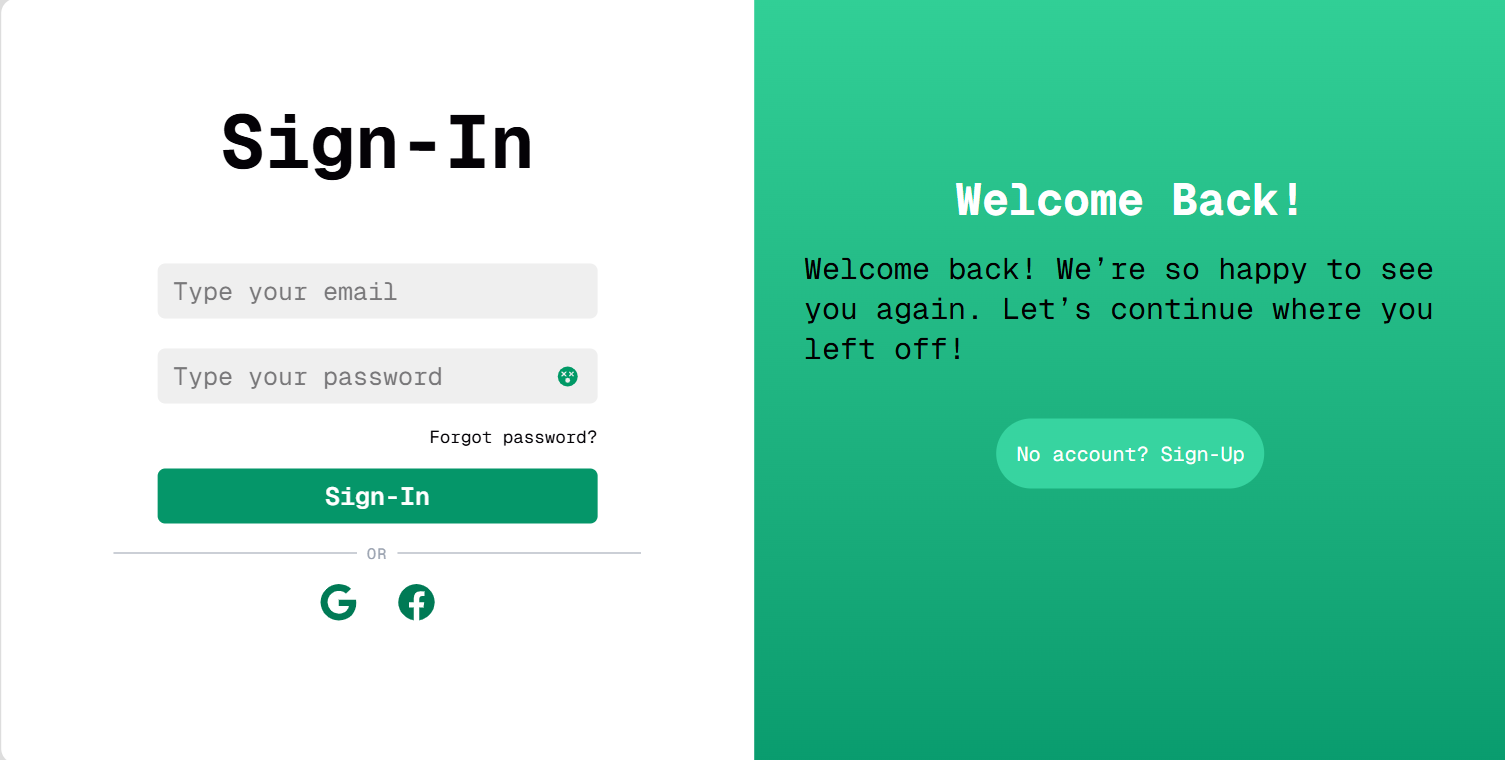 Sign-In
Type your email
Type your password
Forgot password?
Sign-In
OR
Welcome Back!
Welcome back! We’re so happy to see
you again. Let’s continue where you
left off!
No account? Sign-Up